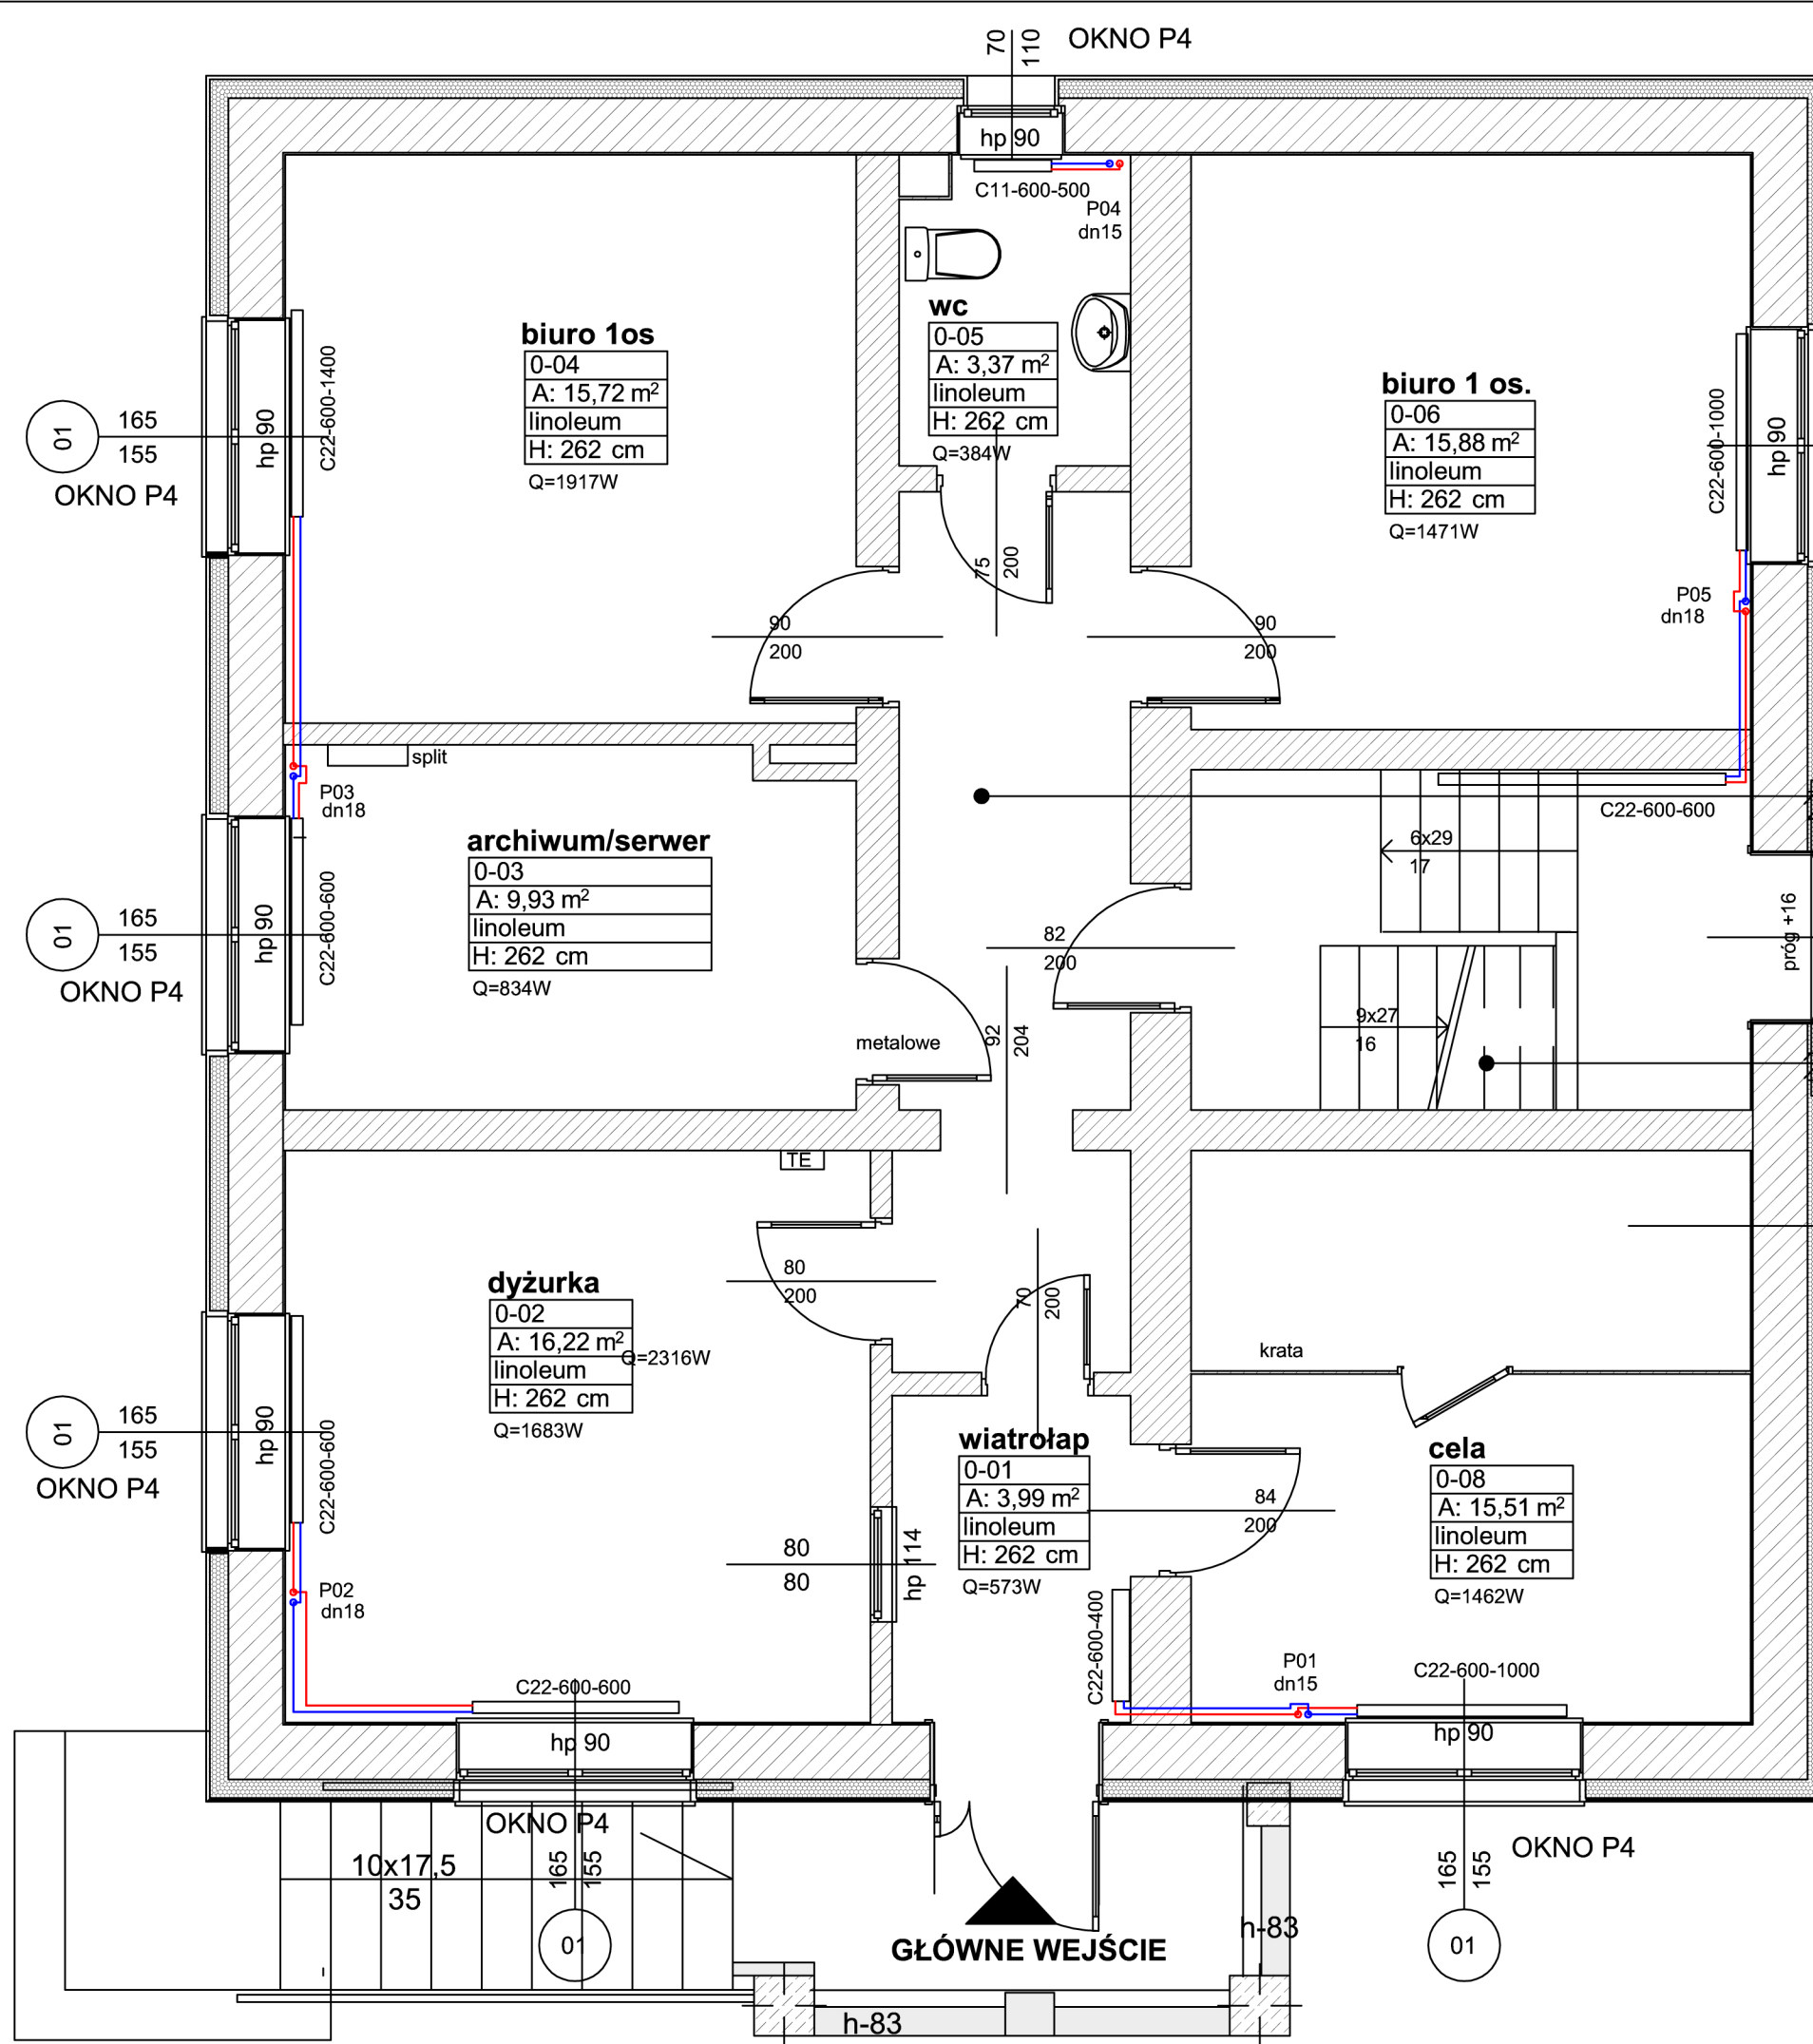 70
110
OKNO P4
hp 90
C11-600-500
P04
dn15
biuro 1os
0-04
A: 15,72 m²
linoleum
H: 262 cm
Q=1917W
wc
0-05
A: 3,37 m²
linoleum
H: 262 cm
Q=384W
biuro 1 os.
0-06
A: 15,88 m²
linoleum
H: 262 cm
Q=1471W
01
165
155
OKNO P4
hp 90
C22-600-1400
C22-600-1000
hp 90
75
200
90
200
90
200
P05
dn18
split
P03
dn18
C22-600-600
6x29
17
archiwum/serwer
0-03
A: 9,93 m²
linoleum
H: 262 cm
Q=834W
01
165
155
OKNO P4
hp 90
C22-600-600
82
200
próg +16
metalowe
92
204
9x27
16
TE
80
200
70
200
dyżurka
0-02
A: 16,22 m²
linoleum
H: 262 cm
Q=2316W
Q=1683W
krata
01
165
155
OKNO P4
hp 90
C22-600-600
wiatrołap
0-01
A: 3,99 m²
linoleum
H: 262 cm
Q=573W
cela
0-08
A: 15,51 m²
linoleum
H: 262 cm
Q=1462W
84
200
80
80
hp 114
P02
dn18
C22-600-400
P01
dn15
C22-600-600
C22-600-1000
hp 90
hp 90
OKNO P4
165
155
01
10x17,5
35
OKNO P4
165
155
01
GŁÓWNE WEJŚCIE
h-83
h-83